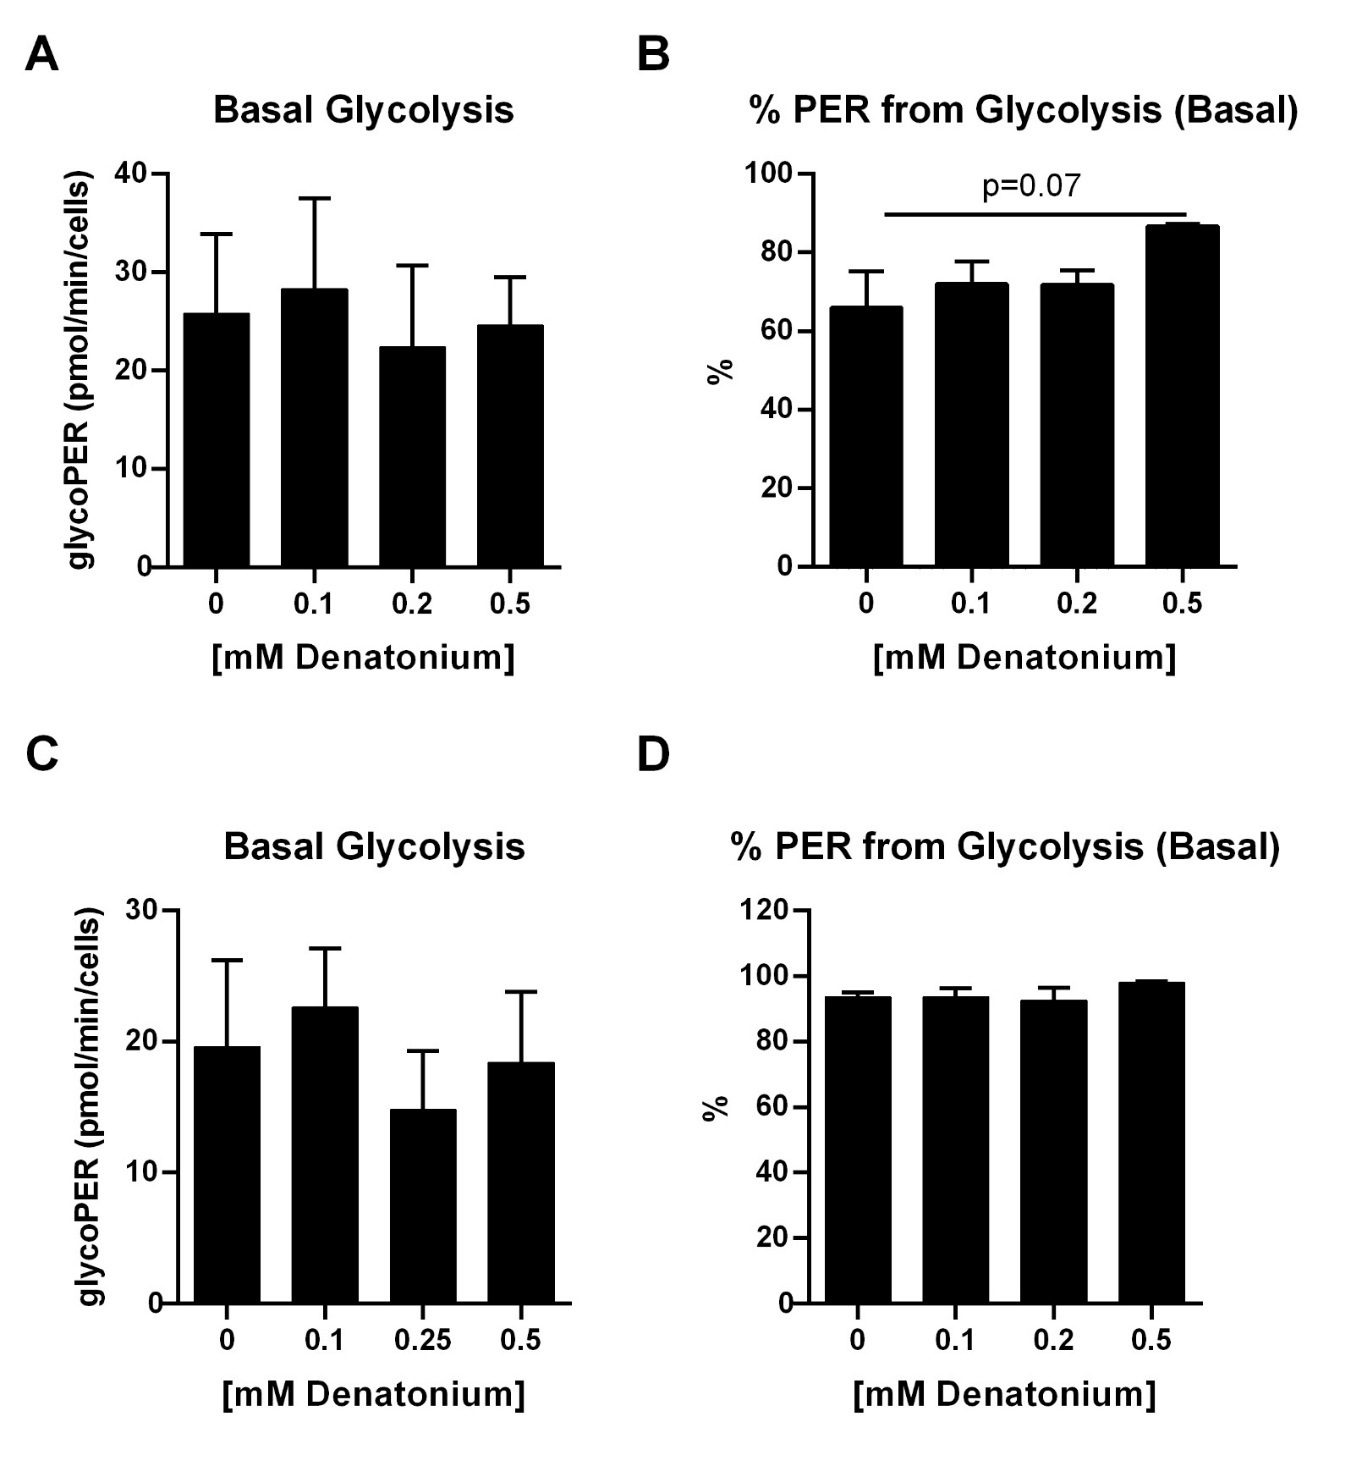 A
Basal Glycolysis
glycoPER (pmol/min/cells)
40
30
20
10
0
0 0.1 0.2 0.5
[mM Denatonium]
B
% PER from Glycolysis (Basal)
%
100
80
60
40
20
0
p=0.07
0 0.1 0.2 0.5
[mM Denatonium]
C
Basal Glycolysis
glycoPER (pmol/min/cells)
30
20
10
0
0 0.1 0.25 0.5
[mM Denatonium]
D
% PER from Glycolysis (Basal)
%
120
100
80
60
40
20
0
0 0.1 0.2 0.5
[mM Denatonium]